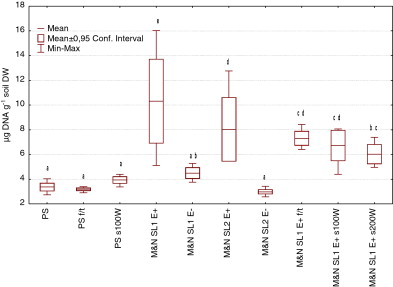 18
16
14
12
10
8
6
4
2
µg DNA g⁻¹ soil DW
Mean
Mean±0,95 Conf. Interval
Min-Max
PS
PS f/t
PS s100W
M&N SL1 E+
M&N SL1 E-
M&N SL2 E+
M&N SL2 E-
M&N SL1 E+ f/t
M&N SL1 E+ s100W
M&N SL1 E+ s200W